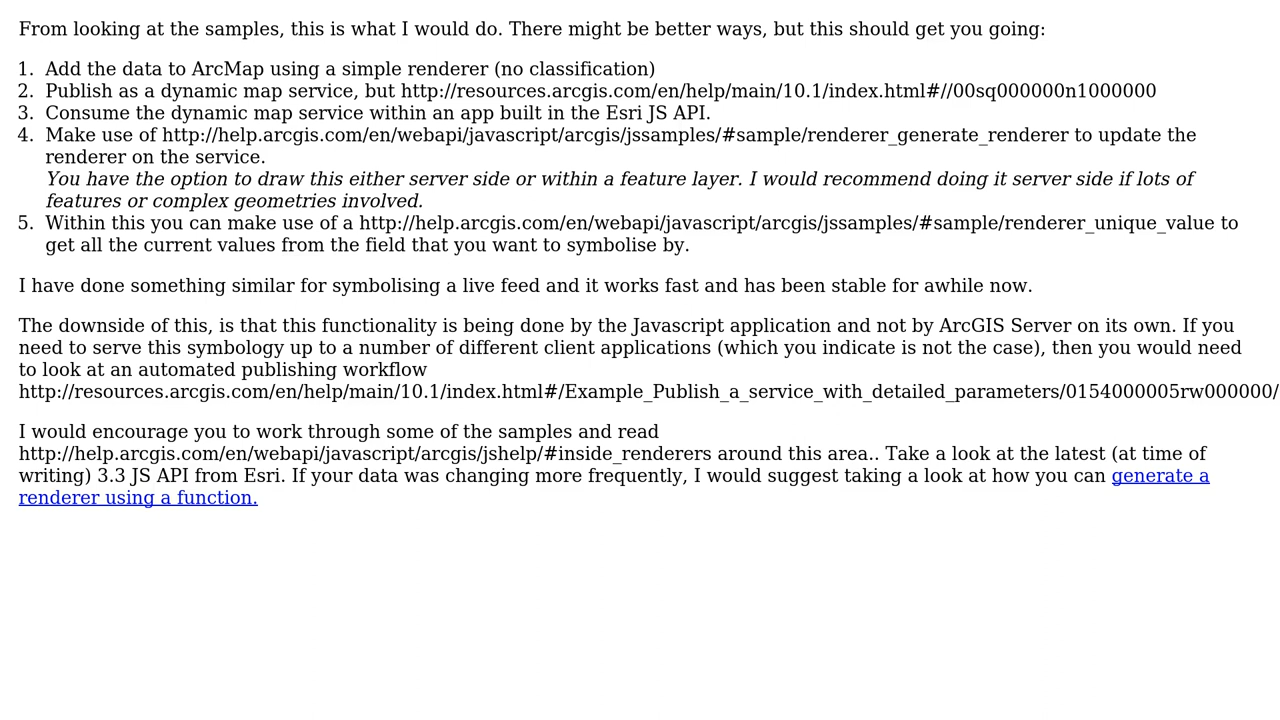 From looking at the samples, this is what I would do. There might be better ways, but this should get you going:
1. Add the data to ArcMap using a simple renderer (no classification)
2. Publish as a dynamic map service, but http://resources.arcgis.com/en/help/main/10.1/index.html#//00sq000000n1000000
3. Consume the dynamic map service within an app built in the Esri JS API.
4. Make use of http://help.arcgis.com/en/webapi/javascript/arcgis/jssamples/#sample/renderer_generate_renderer to update the
renderer on the service.
You have the option to draw this either server side or within a feature layer. I would recommend doing it server side if lots of
features or complex geometries involved.
5. Within this you can make use of a http://help.arcgis.com/en/webapi/javascript/arcgis/jssamples/#sample/renderer_unique_value to
get all the current values from the field that you want to symbolise by.
I have done something similar for symbolising a live feed and it works fast and has been stable for awhile now.
The downside of this, is that this functionality is being done by the Javascript application and not by ArcGIS Server on its own. If you
need to serve this symbology up to a number of different client applications (which you indicate is not the case), then you would need
to look at an automated publishing workflow
http://resources.arcgis.com/en/help/main/10.1/index.html#/Example_Publish_a_service_with_detailed_parameters/0154000005rw000000/
I would encourage you to work through some of the samples and read
http://help.arcgis.com/en/webapi/javascript/arcgis/jshelp/#inside_renderers around this area.. Take a look at the latest (at time of
writing) 3.3 JS API from Esri. If your data was changing more frequently, I would suggest taking a look at how you can generate a
renderer using a function.